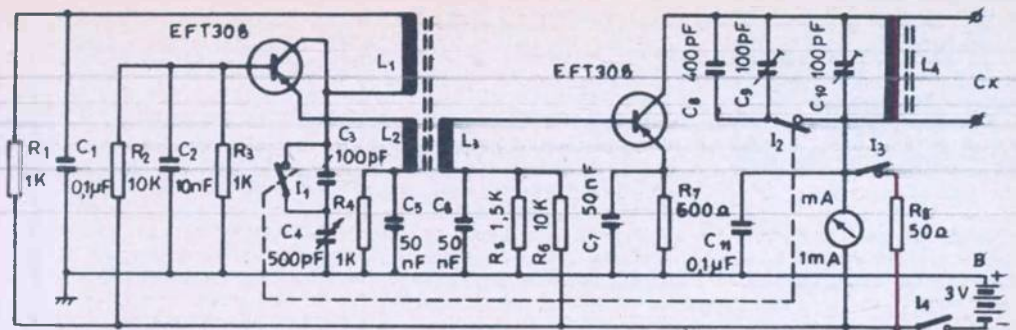 EFT308
L1
R1
1K
C1
0,1µF
R2
10K
C2
10nF
R3
1K
I1
C3
100pF
C4
500pF
R4
1K
L2
L3
C5
50
nF
C6
50
nF
R5 1,5K
R6 10K
EFT308
C7 50nF
R7
600Ω
C8 400pF
C9 100pF
C10 100pF
I2
L4
Cx
I3
C11
0,1µF
mA
1mA
R8
50Ω
B
+
3V
-
I4